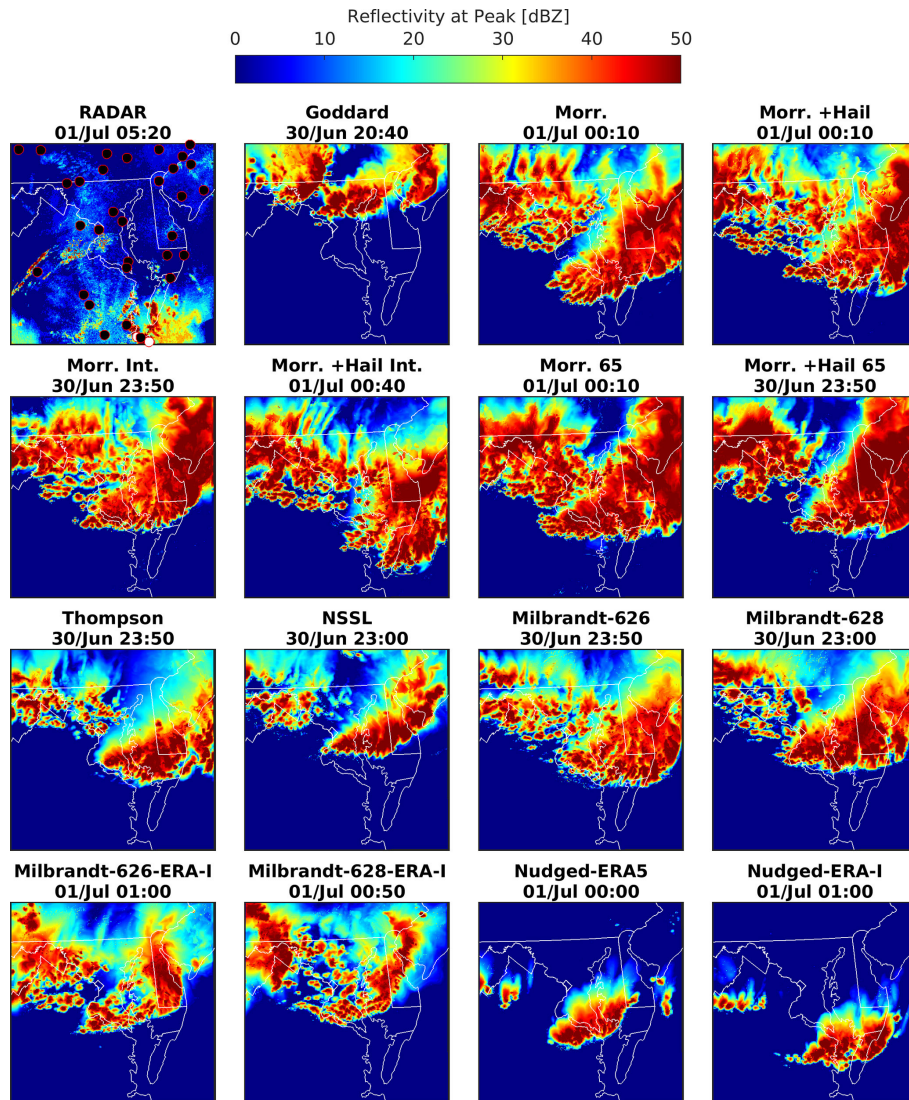 Reflectivity at Peak [dBZ]
0 10 20 30 40 50
RADAR
01/Jul 05:20
Goddard
30/Jun 20:40
Morr.
01/Jul 00:10
Morr. +Hail
01/Jul 00:10
Morr. Int.
30/Jun 23:50
Morr. +Hail Int.
01/Jul 00:40
Morr. 65
01/Jul 00:10
Morr. +Hail 65
30/Jun 23:50
Thompson
30/Jun 23:50
NSSL
30/Jun 23:00
Milbrandt-626
30/Jun 23:50
Milbrandt-628
30/Jun 23:00
Milbrandt-626-ERA-I
01/Jul 01:00
Milbrandt-628-ERA-I
01/Jul 00:50
Nudged-ERA5
01/Jul 00:00
Nudged-ERA-I
01/Jul 01:00